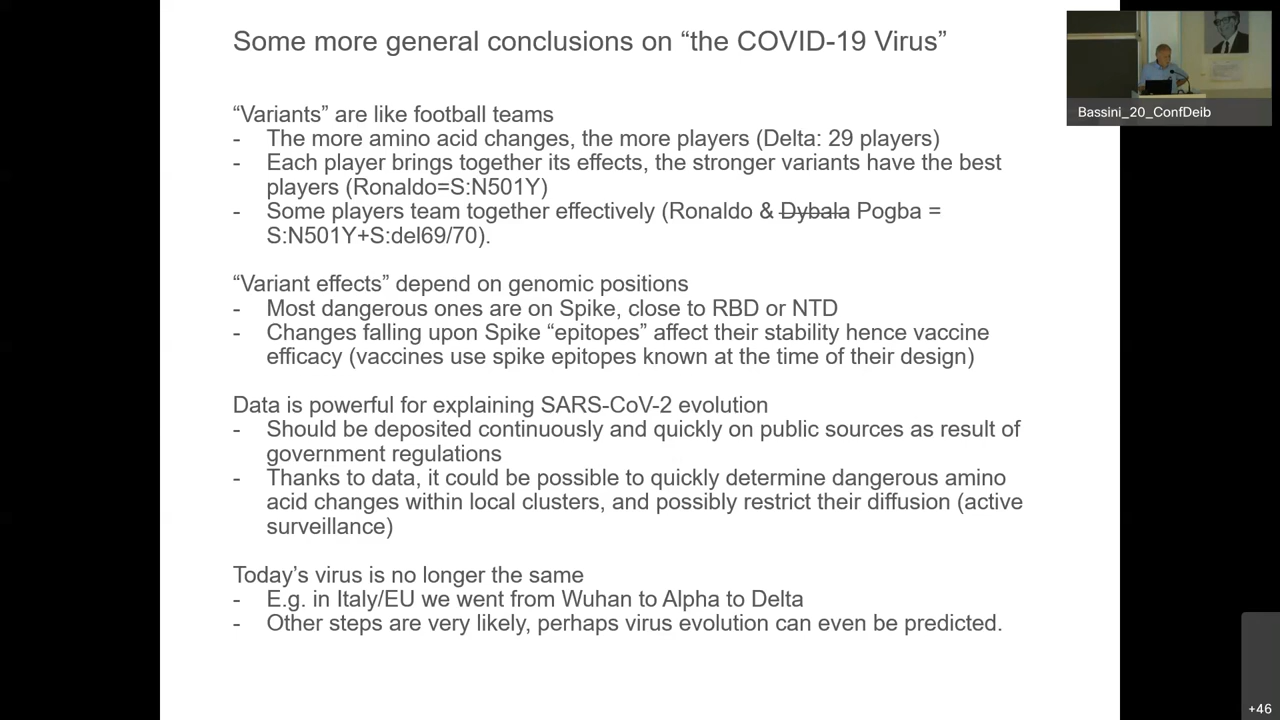 Some more general conclusions on “the COVID-19 Virus”
Bassini_20_ConfDeib
“Variants” are like football teams
- The more amino acid changes, the more players (Delta: 29 players)
- Each player brings together its effects, the stronger variants have the best
players (Ronaldo=S:N501Y)
- Some players team together effectively (Ronaldo & Dybala Pogba =
S:N501Y+S:del69/70).
“Variant effects” depend on genomic positions
- Most dangerous ones are on Spike, close to RBD or NTD
- Changes falling upon Spike “epitopes” affect their stability hence vaccine
efficacy (vaccines use spike epitopes known at the time of their design)
Data is powerful for explaining SARS-CoV-2 evolution
- Should be deposited continuously and quickly on public sources as result of
government regulations
- Thanks to data, it could be possible to quickly determine dangerous amino
acid changes within local clusters, and possibly restrict their diffusion (active
surveillance)
Today’s virus is no longer the same
- E.g. in Italy/EU we went from Wuhan to Alpha to Delta
- Other steps are very likely, perhaps virus evolution can even be predicted.
+46